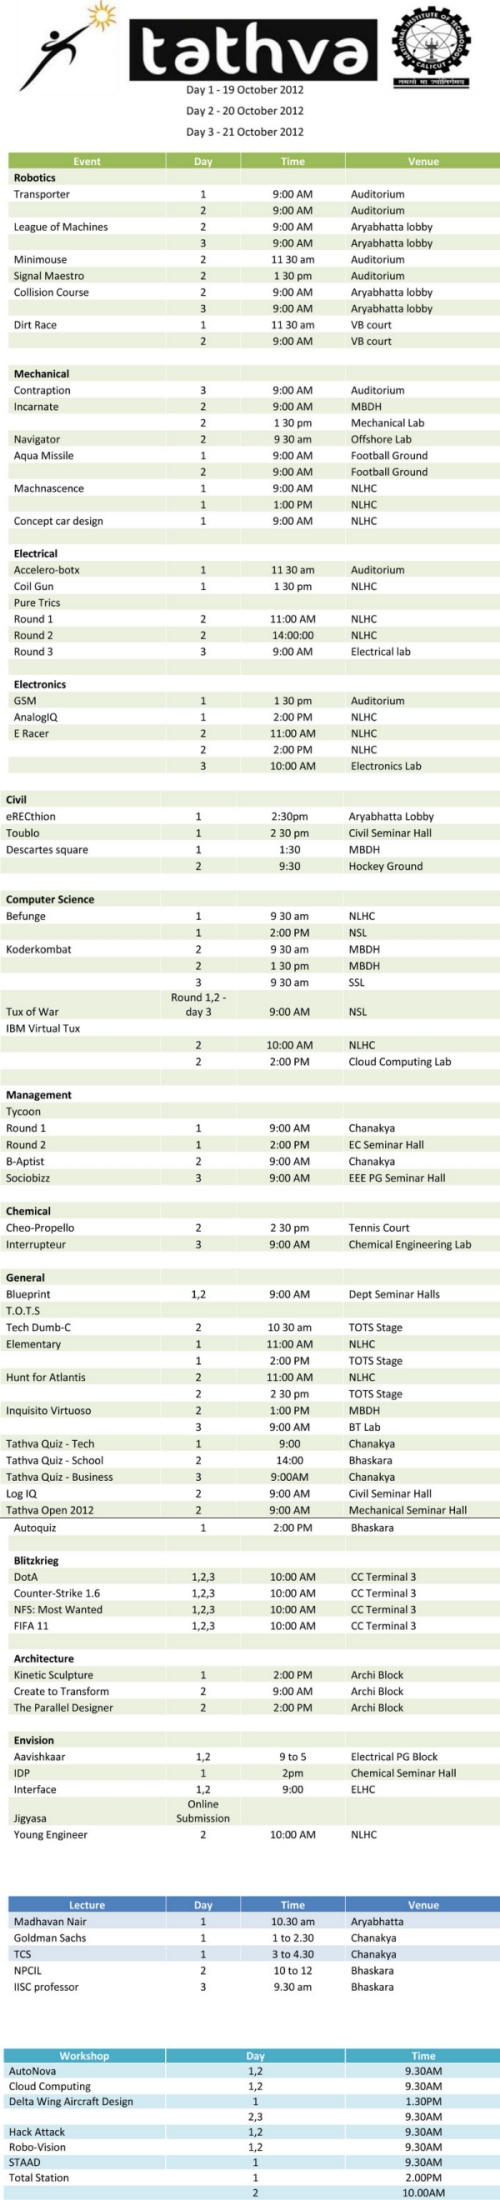 tathva
NATIONAL INSTITUTE OF TECHNOLOGY
CALICUT
तमसो मा ज्योतिर्गमय
Day 1 - 19 October 2012
Day 2 - 20 October 2012
Day 3 - 21 October 2012
Event Day Time Venue
Robotics
Transporter 1 9:00 AM Auditorium
2 9:00 AM Auditorium
League of Machines 2 9:00 AM Aryabhatta lobby
3 9:00 AM Aryabhatta lobby
Minimouse 2 11 30 am Auditorium
Signal Maestro 2 1 30 pm Auditorium
Collision Course 2 9:00 AM Aryabhatta lobby
3 9:00 AM Aryabhatta lobby
Dirt Race 1 11 30 am VB court
2 9:00 AM VB court
Mechanical
Contraption 3 9:00 AM Auditorium
Incarnate 2 9:00 AM MBDH
2 1 30 pm Mechanical Lab
Navigator 2 9 30 am Offshore Lab
Aqua Missile 1 9:00 AM Football Ground
2 9:00 AM Football Ground
Machnascence 1 9:00 AM NLHC
1 1:00 PM NLHC
Concept car design 1 9:00 AM NLHC
Electrical
Accelero-botx 1 11 30 am Auditorium
Coil Gun 1 1 30 pm NLHC
Pure Trics
Round 1 2 11:00 AM NLHC
Round 2 2 14:00:00 NLHC
Round 3 3 9:00 AM Electrical lab
Electronics
GSM 1 1 30 pm Auditorium
AnalogIQ 1 2:00 PM NLHC
E Racer 2 11:00 AM NLHC
2 2:00 PM NLHC
3 10:00 AM Electronics Lab
Civil
eRECthion 1 2:30pm Aryabhatta Lobby
Toublo 1 2 30 pm Civil Seminar Hall
Descartes square 1 1:30 MBDH
2 9:30 Hockey Ground
Computer Science
Befunge 1 9 30 am NLHC
1 2:00 PM NSL
Koderkombat 2 9 30 am MBDH
2 1 30 pm MBDH
3 9 30 am SSL
Round 1,2 -
Tux of War day 3 9:00 AM NSL
IBM Virtual Tux
2 10:00 AM NLHC
2 2:00 PM Cloud Computing Lab
Management
Tycoon
Round 1 1 9:00 AM Chanakya
Round 2 1 2:00 PM EC Seminar Hall
B-Aptist 2 9:00 AM Chanakya
Sociobizz 3 9:00 AM EEE PG Seminar Hall
Chemical
Cheo-Propello 2 2 30 pm Tennis Court
Interrupteur 3 9:00 AM Chemical Engineering Lab
General
Blueprint 1,2 9:00 AM Dept Seminar Halls
T.O.T.S
Tech Dumb-C 2 10 30 am TOTS Stage
Elementary 1 11:00 AM NLHC
1 2:00 PM TOTS Stage
Hunt for Atlantis 2 11:00 AM NLHC
2 2 30 pm TOTS Stage
Inquisito Virtuoso 2 1:00 PM MBDH
3 9:00 AM BT Lab
Tathva Quiz - Tech 1 9:00 Chanakya
Tathva Quiz - School 2 14:00 Bhaskara
Tathva Quiz - Business 3 9:00AM Chanakya
Log IQ 2 9:00 AM Civil Seminar Hall
Tathva Open 2012 2 9:00 AM Mechanical Seminar Hall
Autoquiz 1 2:00 PM Bhaskara
Blitzkrieg
DotA 1,2,3 10:00 AM CC Terminal 3
Counter-Strike 1.6 1,2,3 10:00 AM CC Terminal 3
NFS: Most Wanted 1,2,3 10:00 AM CC Terminal 3
FIFA 11 1,2,3 10:00 AM CC Terminal 3
Architecture
Kinetic Sculpture 1 2:00 PM Archi Block
Create to Transform 2 9:00 AM Archi Block
The Parallel Designer 2 2:00 PM Archi Block
Envision
Aavishkaar 1,2 9 to 5 Electrical PG Block
IDP 1 2pm Chemical Seminar Hall
Interface 1,2 9:00 ELHC
Online
Jigyasa Submission
Young Engineer 2 10:00 AM NLHC
Lecture Day Time Venue
Madhavan Nair 1 10.30 am Aryabhatta
Goldman Sachs 1 1 to 2.30 Chanakya
TCS 1 3 to 4.30 Chanakya
NPCIL 2 10 to 12 Bhaskara
IISC professor 3 9.30 am Bhaskara
Workshop Day Time
AutoNova 1,2 9.30AM
Cloud Computing 1,2 9.30AM
Delta Wing Aircraft Design 1 1.30PM
2,3 9.30AM
Hack Attack 1,2 9.30AM
Robo-Vision 1,2 9.30AM
STAAD 1 9.30AM
Total Station 1 2.00PM
2 10.00AM